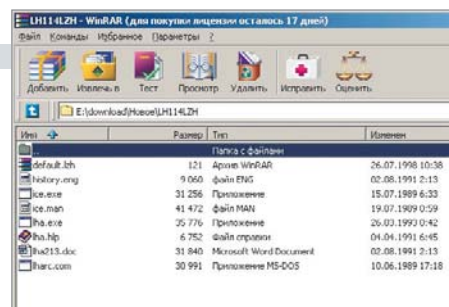 LH114LZH - WinRAR (для покупки лицензии осталось 17 дней)
Файл Команды Избранное Параметры ?
Добавить Извлечь в Тест Просмотр Удалить Исправить Оценить
E:\download\Новое\LH114LZH
Имя Размер Тип Изменен
.. Папка с файлами
default.lzh 121 Архив WinRAR 26.07.1998 10:38
history.eng 9 060 файл ENG 02.08.1991 2:13
ice.exe 31 256 Приложение 15.07.1989 6:33
ice.man 41 472 файл MAN 19.07.1989 0:59
lha.exe 35 776 Приложение 26.03.1993 0:42
lha.hlp 6 752 Файл справки 04.04.1991 6:45
lha213.doc 31 840 Microsoft Word Document 02.08.1991 2:13
lharc.com 30 991 Приложение MS-DOS 10.06.1989 17:18